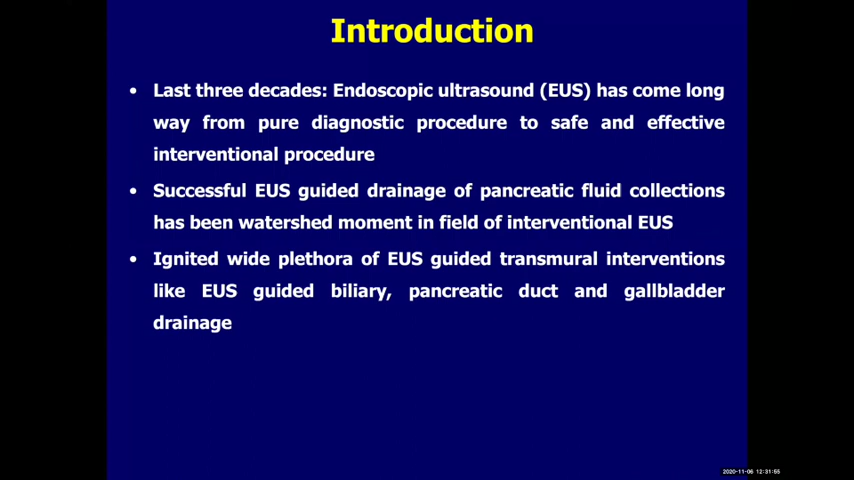 Introduction
• Last three decades: Endoscopic ultrasound (EUS) has come long
way from pure diagnostic procedure to safe and effective
interventional procedure
• Successful EUS guided drainage of pancreatic fluid collections
has been watershed moment in field of interventional EUS
• Ignited wide plethora of EUS guided transmural interventions
like EUS guided biliary, pancreatic duct and gallbladder
drainage
2020-11-06 12:31:55